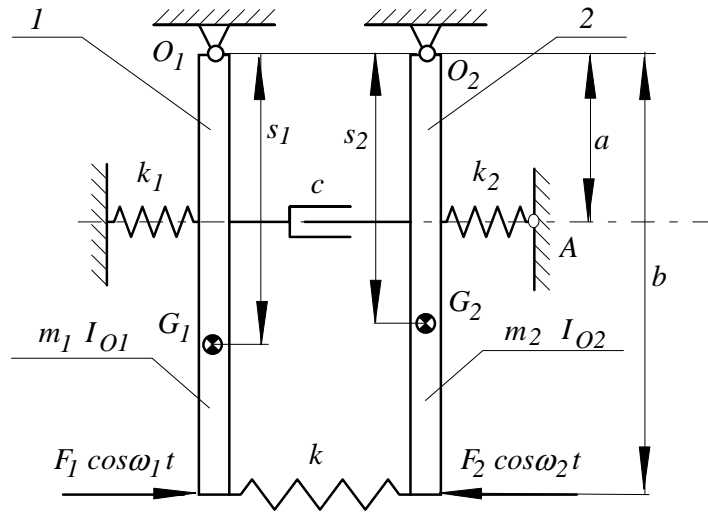 1
2
O1
O2
s1
s2
a
k1
c
k2
A
b
G1
G2
m1 IO1
m2 IO2
F1 cosω1t
k
F2 cosω2t